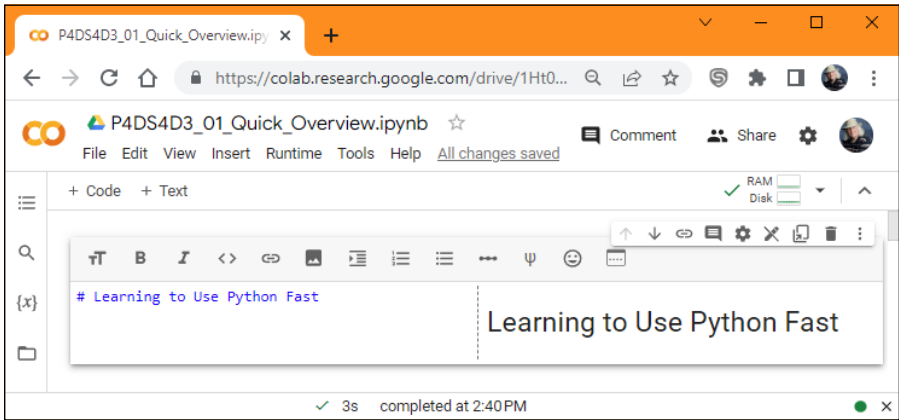 P4DS4D3_01_Quick_Overview.ipy
https://colab.research.google.com/drive/1Ht0...
P4DS4D3_01_Quick_Overview.ipynb
Comment Share
File Edit View Insert Runtime Tools Help All changes saved
+ Code + Text
RAM
Disk
B I <> Ψ
{x}
# Learning to Use Python Fast
Learning to Use Python Fast
3s completed at 2:40 PM